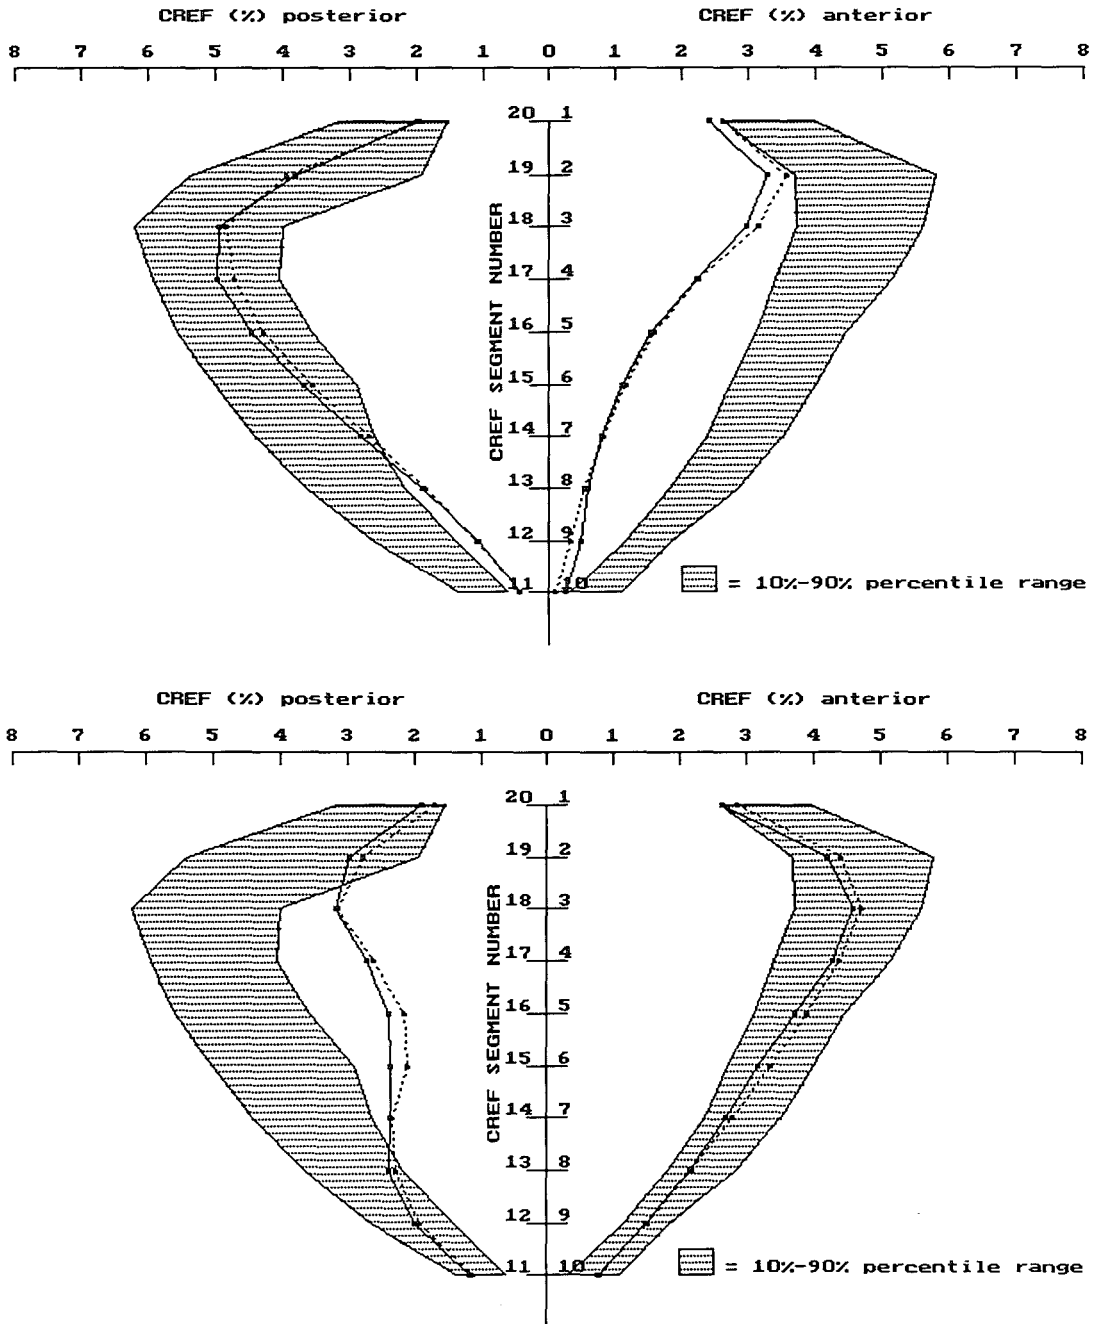 CREF (%) posterior CREF (%) anterior
8 7 6 5 4 3 2 1 0 1 2 3 4 5 6 7 8
CREF SEGMENT NUMBER
20 1
19 2
18 3
17 4
16 5
15 6
14 7
13 8
12 9
11 10
= 10%-90% percentile range
CREF (%) posterior CREF (%) anterior
8 7 6 5 4 3 2 1 0 1 2 3 4 5 6 7 8
CREF SEGMENT NUMBER
20 1
19 2
18 3
17 4
16 5
15 6
14 7
13 8
12 9
11 10
= 10%-90% percentile range